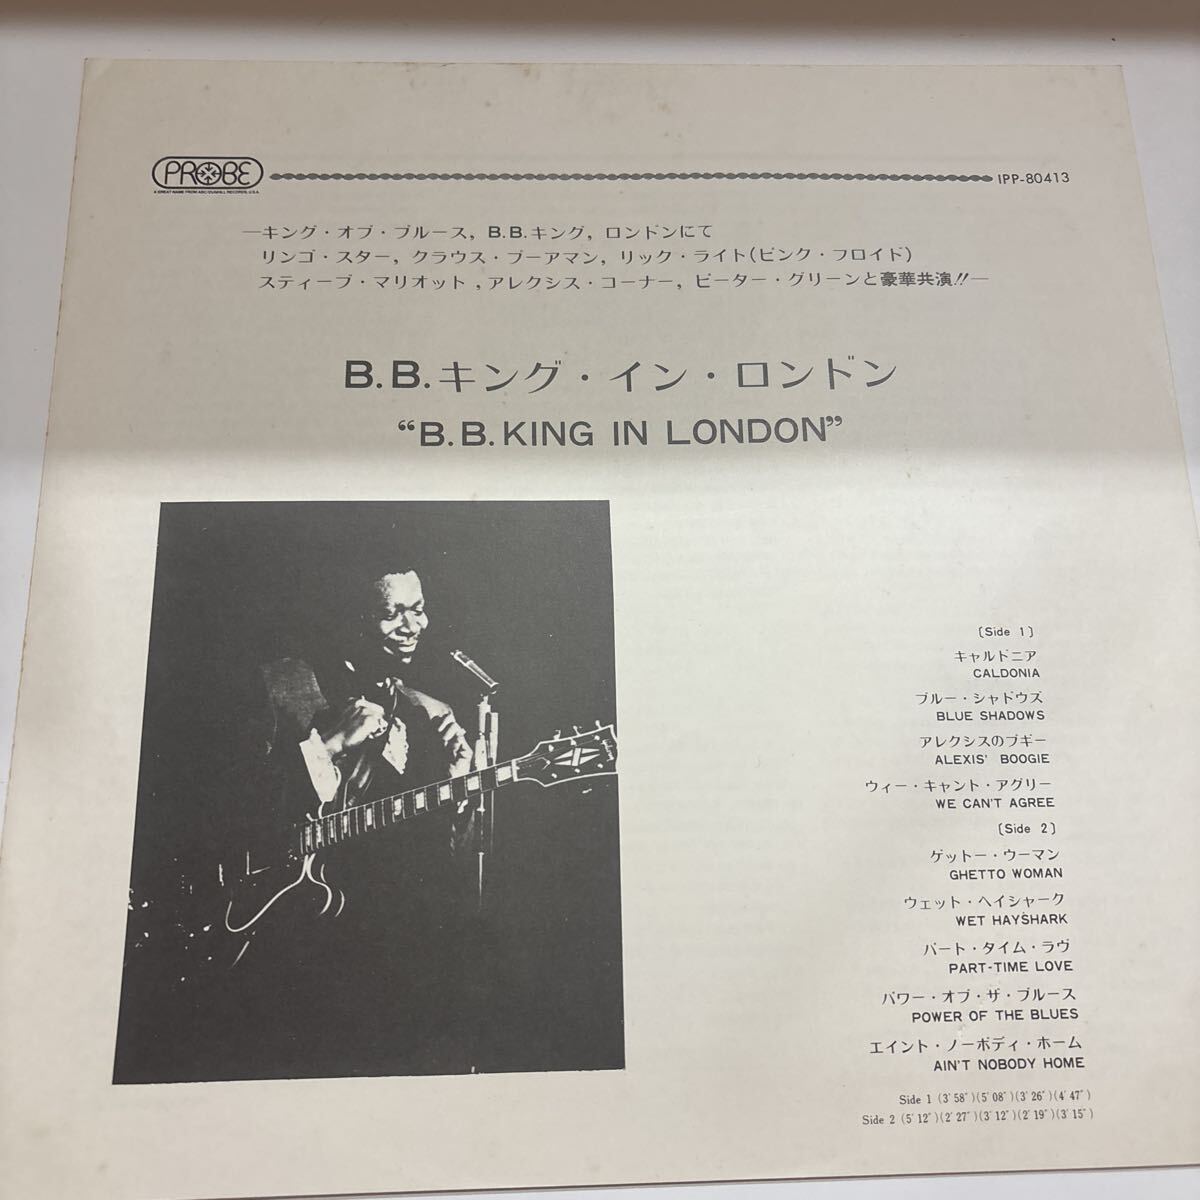 PROBE
A GREAT NAME FROM ABC/DUNHILL RECORDS, U.S.A.
IPP-80413
—キング・オブ・ブルース, B.B.キング, ロンドンにて
リンゴ・スター, クラウス・ブーアマン, リック・ライト(ピンク・フロイド)
スティーブ・マリオット, アレクシス・コーナー, ピーター・グリーンと豪華共演!!—
B.B.キング・イン・ロンドン
“B.B.KING IN LONDON”
〔Side 1〕
キャルドニア
CALDONIA
ブルー・シャドウズ
BLUE SHADOWS
アレクシスのブギー
ALEXIS' BOOGIE
ウィー・キャント・アグリー
WE CAN'T AGREE
〔Side 2〕
ゲットー・ウーマン
GHETTO WOMAN
ウェット・ヘイシャーク
WET HAYSHARK
パート・タイム・ラヴ
PART-TIME LOVE
パワー・オブ・ザ・ブルース
POWER OF THE BLUES
エイント・ノーボディ・ホーム
AIN'T NOBODY HOME
Side 1 (3′58″)(5′08″)(3′26″)(4′47″)
Side 2 (5′12″)(2′27″)(3′12″)(2′19″)(3′15″)